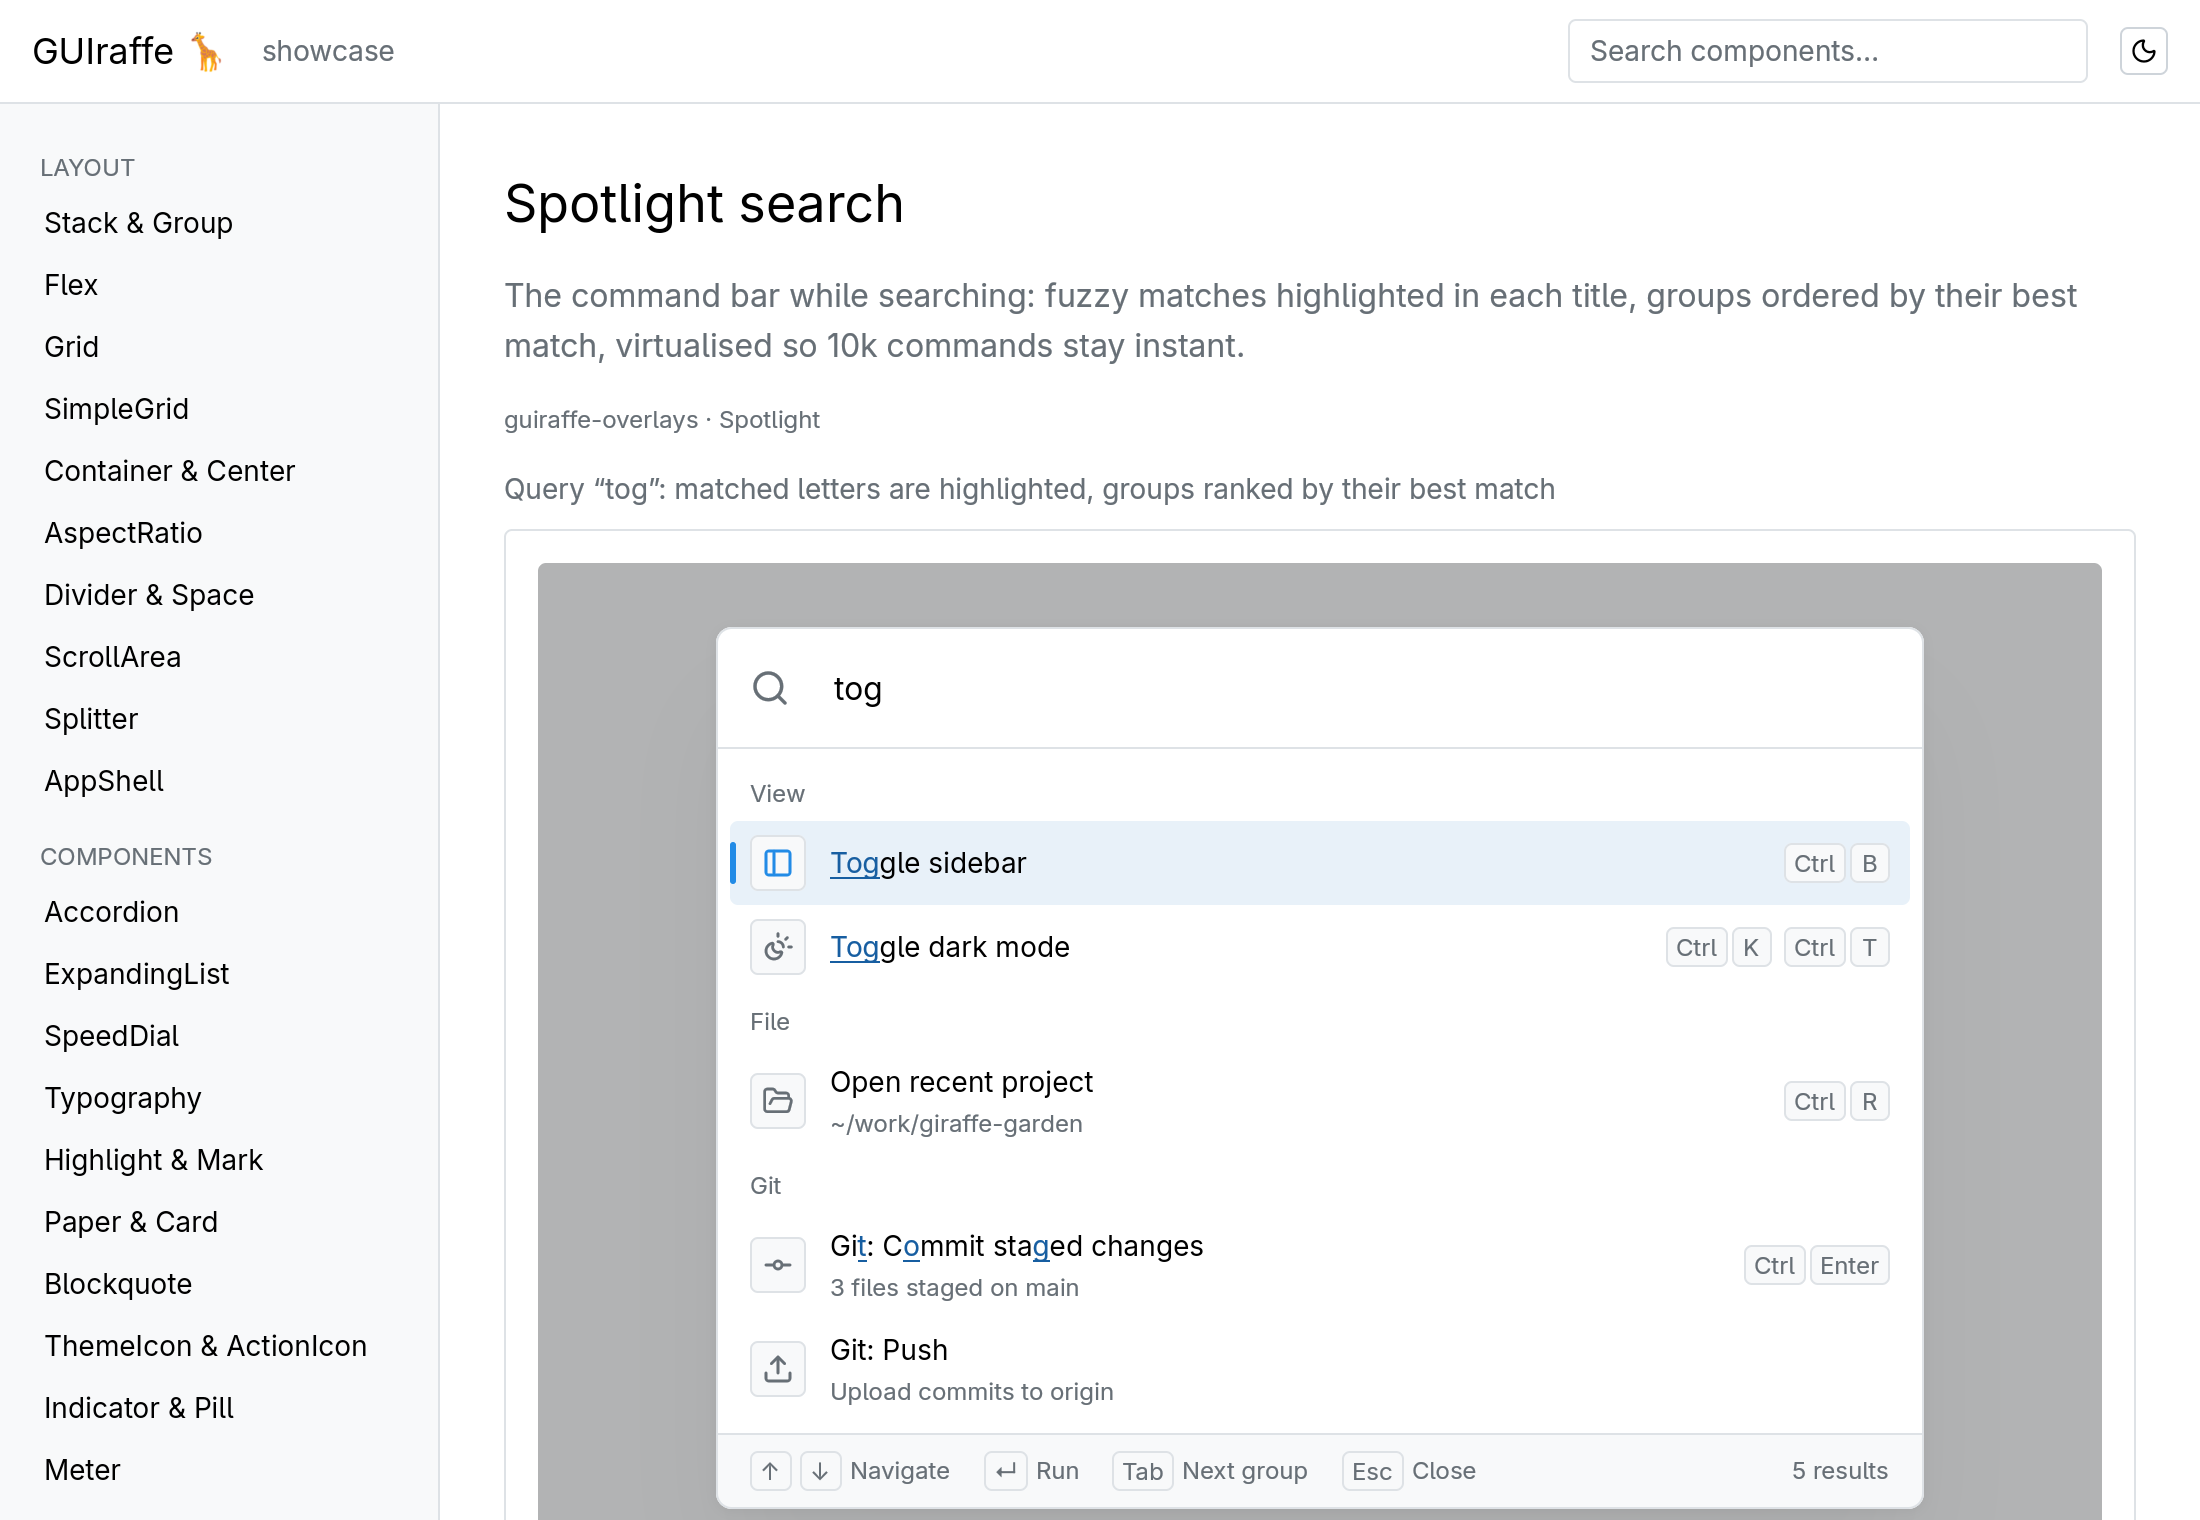 GUIraffe 🦒 showcase
Search components...
LAYOUT
Stack & Group
Flex
Grid
SimpleGrid
Container & Center
AspectRatio
Divider & Space
ScrollArea
Splitter
AppShell
COMPONENTS
Accordion
ExpandingList
SpeedDial
Typography
Highlight & Mark
Paper & Card
Blockquote
ThemeIcon & ActionIcon
Indicator & Pill
Meter
Spotlight search
The command bar while searching: fuzzy matches highlighted in each title, groups ordered by their best
match, virtualised so 10k commands stay instant.
guiraffe-overlays · Spotlight
Query “tog”: matched letters are highlighted, groups ranked by their best match
tog
View
Toggle sidebar Ctrl B
Toggle dark mode Ctrl K Ctrl T
File
Open recent project Ctrl R
~/work/giraffe-garden
Git
Git: Commit staged changes Ctrl Enter
3 files staged on main
Git: Push
Upload commits to origin
↑ ↓ Navigate ↵ Run Tab Next group Esc Close 5 results